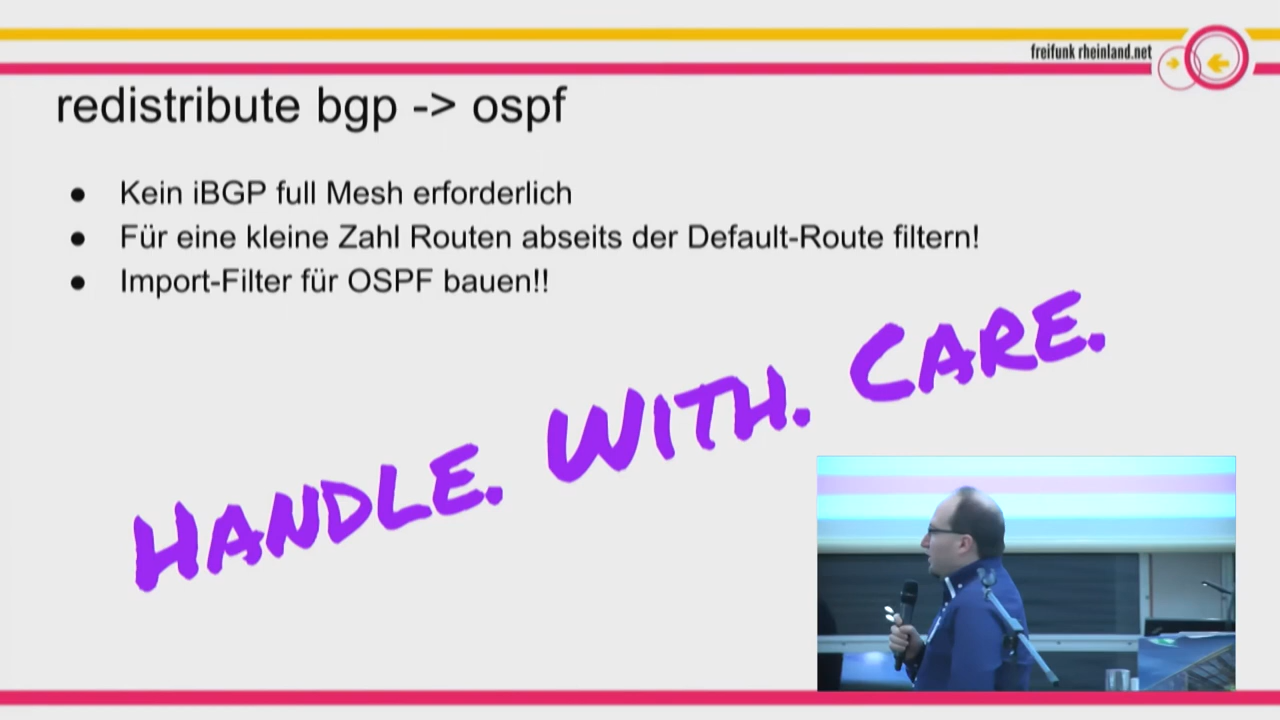 freifunk rheinland.net
redistribute bgp -> ospf
● Kein iBGP full Mesh erforderlich
● Für eine kleine Zahl Routen abseits der Default-Route filtern!
● Import-Filter für OSPF bauen!!
HANDLE. WITH. CARE.